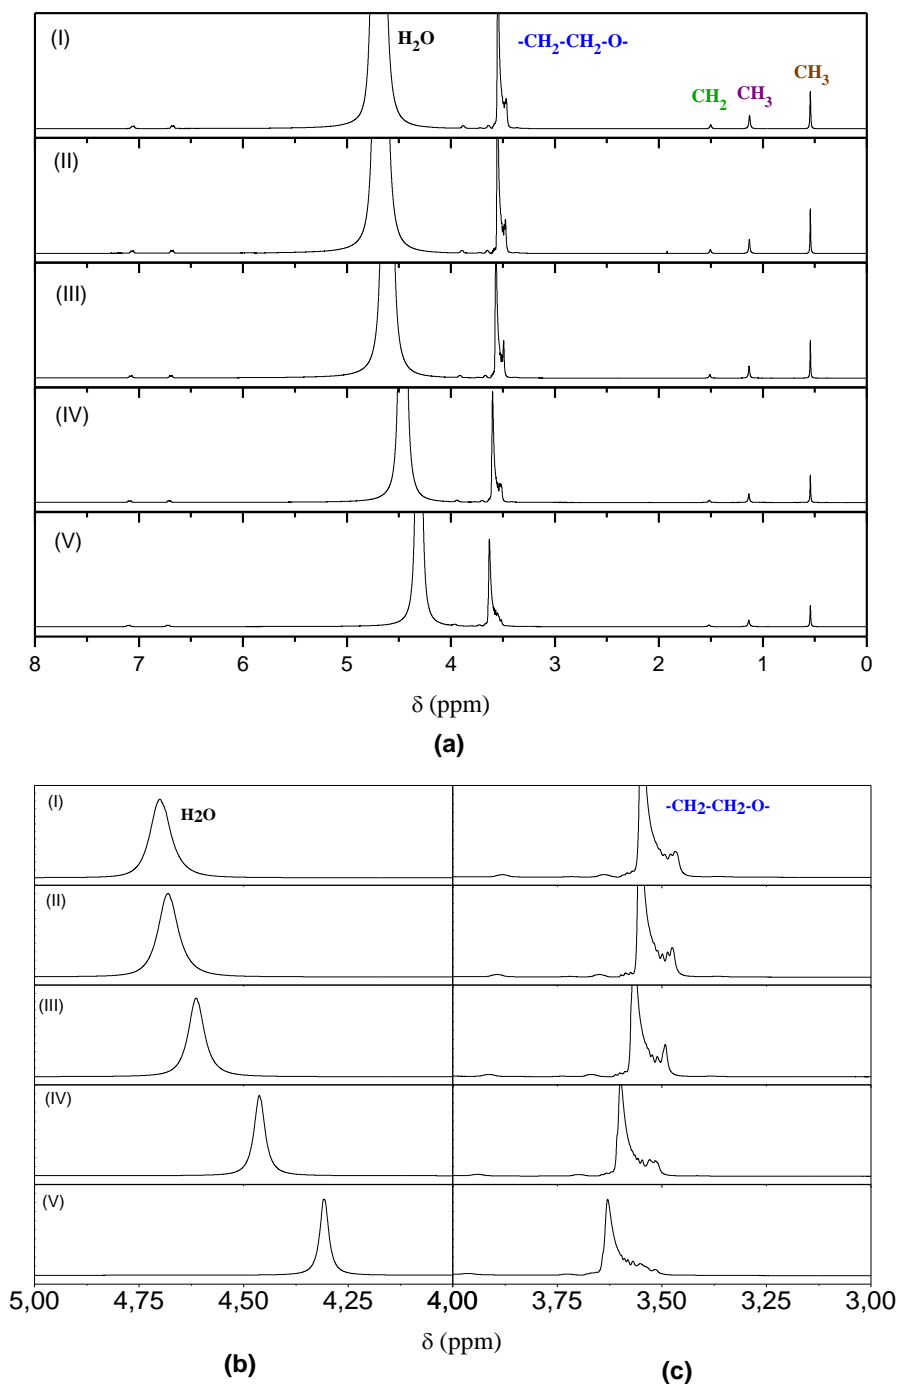 (I)
H₂O
-CH₂-CH₂-O-
CH₂
CH₃
CH₃
(II)
(III)
(IV)
(V)
8 7 6 5 4 3 2 1 0
δ (ppm)
(a)
(I)
H2O
-CH2-CH2-O-
(II)
(III)
(IV)
(V)
5,00 4,75 4,50 4,25 4,00 3,75 3,50 3,25 3,00
δ (ppm)
(b) (c)